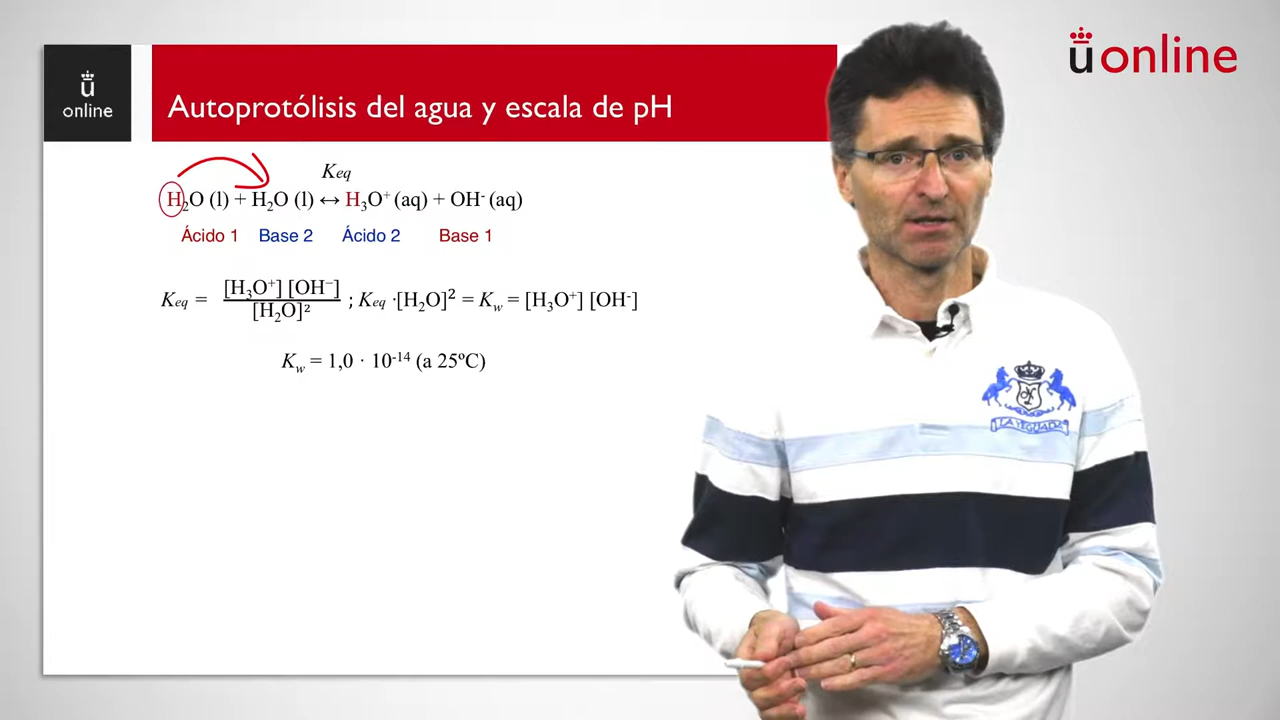 ü online
ü
online
Autoprotólisis del agua y escala de pH
Keq
H₂O (l) + H₂O (l) ↔ H₃O⁺ (aq) + OH⁻ (aq)
Ácido 1 Base 2 Ácido 2 Base 1
Keq = [H₃O⁺] [OH⁻] / [H₂O]² ; Keq ·[H₂O]² = Kw = [H₃O⁺] [OH⁻]
Kw = 1,0 · 10⁻¹⁴ (a 25ºC)
LA YEGUADA